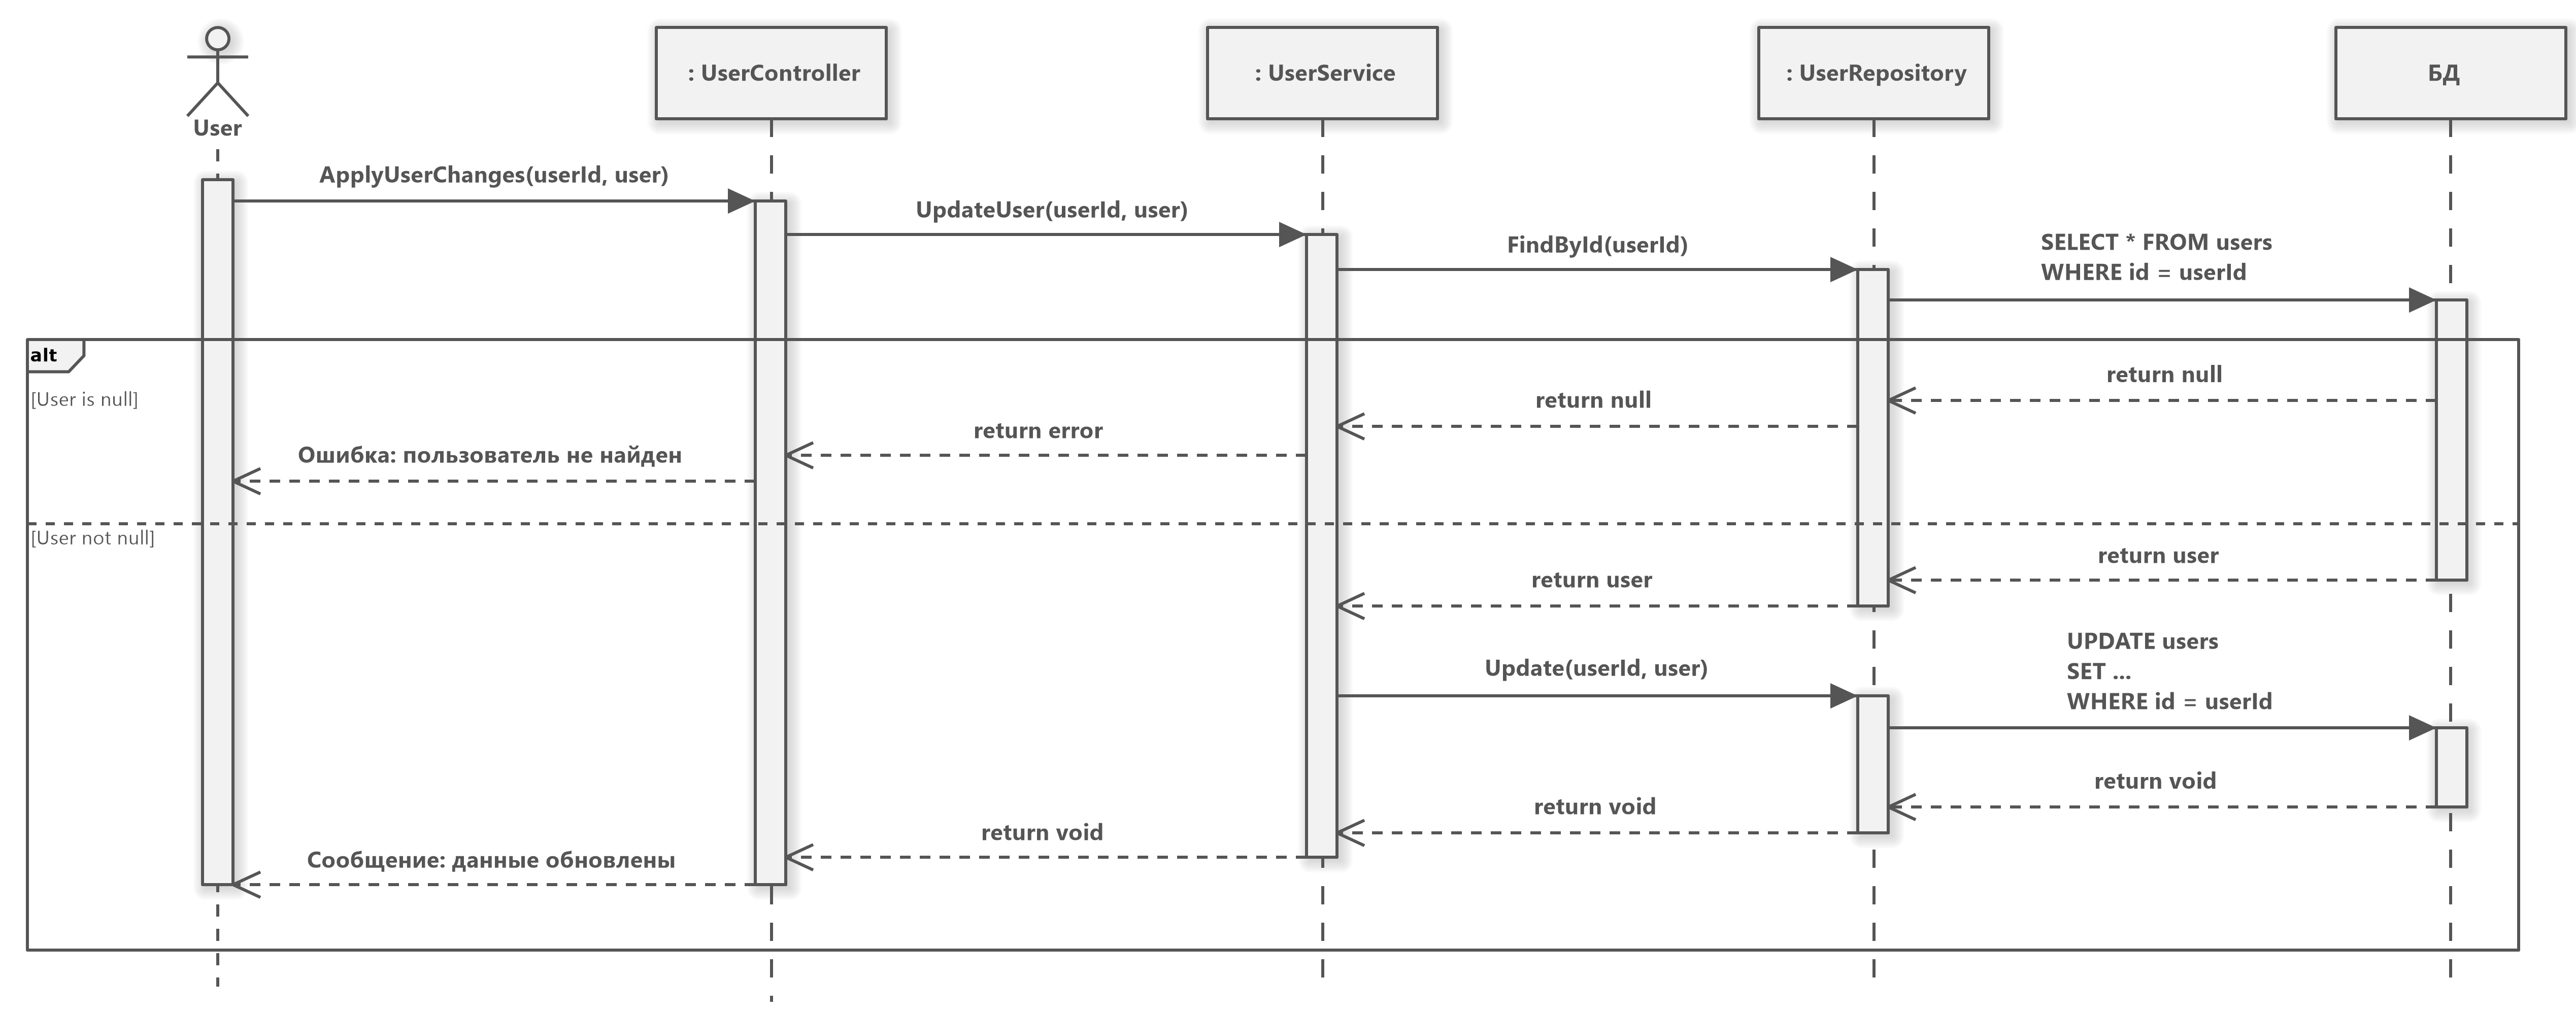 User
: UserController
: UserService
: UserRepository
БД
ApplyUserChanges(userId, user)
UpdateUser(userId, user)
FindById(userId)
SELECT * FROM users
WHERE id = userId
alt
[User is null]
return null
return null
return error
Ошибка: пользователь не найден
[User not null]
return user
return user
Update(userId, user)
UPDATE users
SET ...
WHERE id = userId
return void
return void
return void
Сообщение: данные обновлены